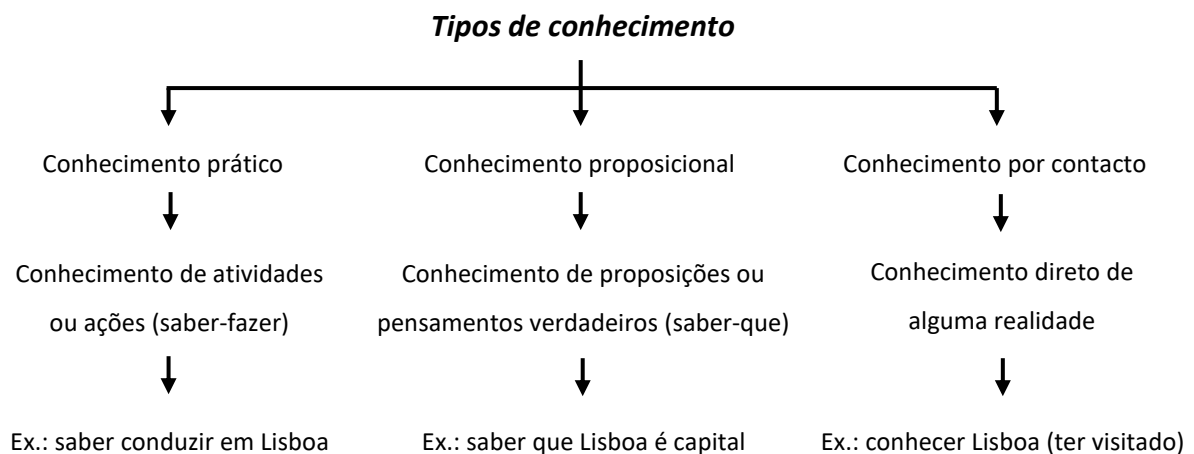 Tipos de conhecimento
Conhecimento prático
Conhecimento proposicional
Conhecimento por contacto
Conhecimento de atividades
ou ações (saber-fazer)
Conhecimento de proposições ou
pensamentos verdadeiros (saber-que)
Conhecimento direto de
alguma realidade
Ex.: saber conduzir em Lisboa
Ex.: saber que Lisboa é capital
Ex.: conhecer Lisboa (ter visitado)